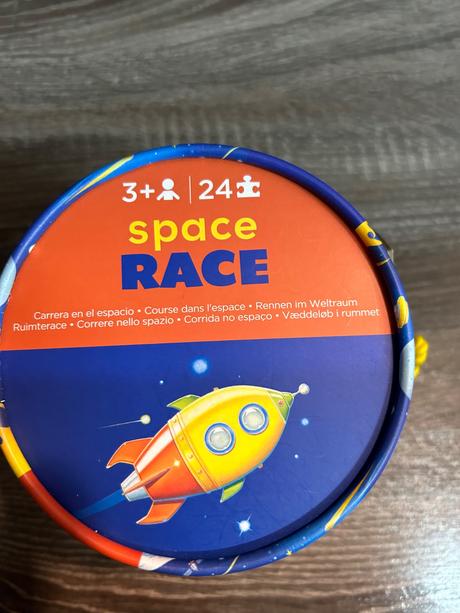 3+ 24
space
RACE
Carrera en el espacio • Course dans l'espace • Rennen im Weltraum
Ruimterace • Correre nello spazio • Corrida no espaço • Væddeløb i rummet